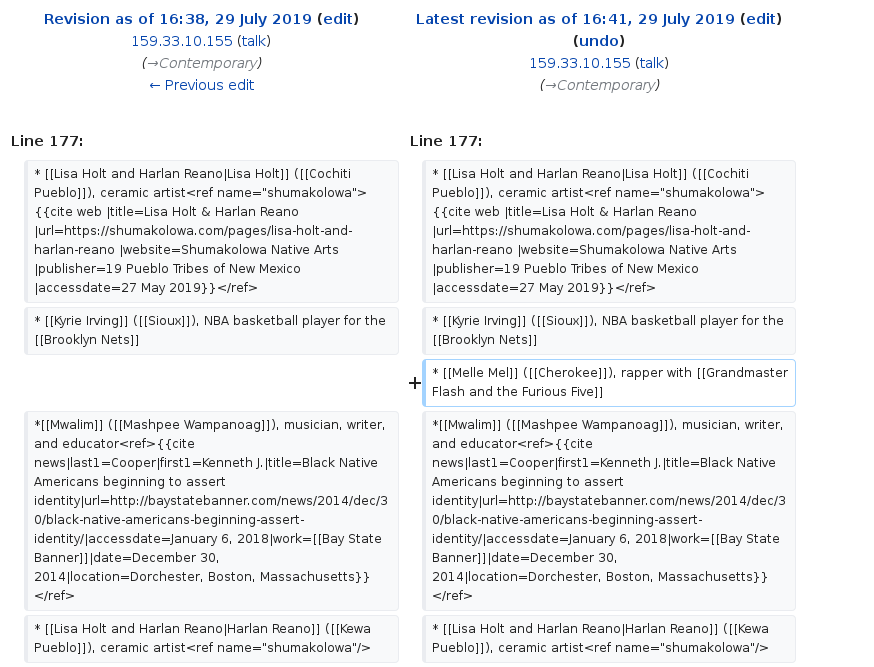 Revision as of 16:38, 29 July 2019 (edit)
159.33.10.155 (talk)
(→Contemporary)
← Previous edit
Latest revision as of 16:41, 29 July 2019 (edit)
(undo)
159.33.10.155 (talk)
(→Contemporary)
Line 177:
Line 177:
* [[Lisa Holt and Harlan Reano|Lisa Holt]] ([[Cochiti
Pueblo]]), ceramic artist<ref name="shumakolowa">
{{cite web |title=Lisa Holt & Harlan Reano
|url=https://shumakolowa.com/pages/lisa-holt-and-
harlan-reano |website=Shumakolowa Native Arts
|publisher=19 Pueblo Tribes of New Mexico
|accessdate=27 May 2019}}</ref>
* [[Lisa Holt and Harlan Reano|Lisa Holt]] ([[Cochiti
Pueblo]]), ceramic artist<ref name="shumakolowa">
{{cite web |title=Lisa Holt & Harlan Reano
|url=https://shumakolowa.com/pages/lisa-holt-and-
harlan-reano |website=Shumakolowa Native Arts
|publisher=19 Pueblo Tribes of New Mexico
|accessdate=27 May 2019}}</ref>
* [[Kyrie Irving]] ([[Sioux]]), NBA basketball player for the
[[Brooklyn Nets]]
* [[Kyrie Irving]] ([[Sioux]]), NBA basketball player for the
[[Brooklyn Nets]]
+
* [[Melle Mel]] ([[Cherokee]]), rapper with [[Grandmaster
Flash and the Furious Five]]
*[[Mwalim]] ([[Mashpee Wampanoag]]), musician, writer,
and educator<ref>{{cite
news|last1=Cooper|first1=Kenneth J.|title=Black Native
Americans beginning to assert
identity|url=http://baystatebanner.com/news/2014/dec/3
0/black-native-americans-beginning-assert-
identity/|accessdate=January 6, 2018|work=[[Bay State
Banner]]|date=December 30,
2014|location=Dorchester, Boston, Massachusetts}}
</ref>
*[[Mwalim]] ([[Mashpee Wampanoag]]), musician, writer,
and educator<ref>{{cite
news|last1=Cooper|first1=Kenneth J.|title=Black Native
Americans beginning to assert
identity|url=http://baystatebanner.com/news/2014/dec/3
0/black-native-americans-beginning-assert-
identity/|accessdate=January 6, 2018|work=[[Bay State
Banner]]|date=December 30,
2014|location=Dorchester, Boston, Massachusetts}}
</ref>
* [[Lisa Holt and Harlan Reano|Harlan Reano]] ([[Kewa
Pueblo]]), ceramic artist<ref name="shumakolowa"/>
* [[Lisa Holt and Harlan Reano|Harlan Reano]] ([[Kewa
Pueblo]]), ceramic artist<ref name="shumakolowa"/>